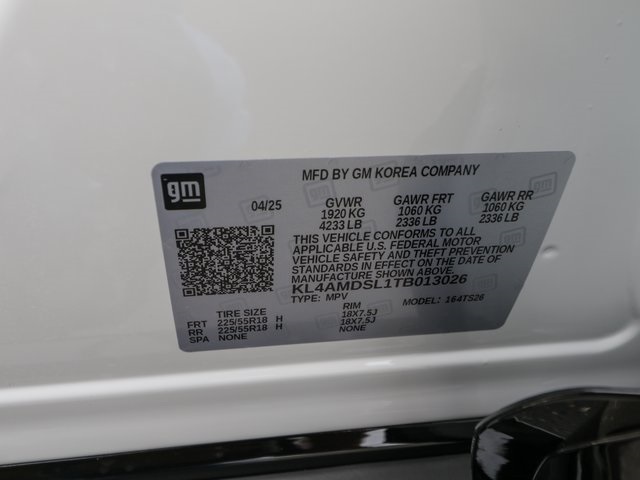 MFD BY GM KOREA COMPANY
gm
04/25 GVWR GAWR FRT GAWR RR
1920 KG 1060 KG 1060 KG
4233 LB 2336 LB 2336 LB
THIS VEHICLE CONFORMS TO ALL
APPLICABLE U.S. FEDERAL MOTOR
VEHICLE SAFETY AND THEFT PREVENTION
STANDARDS IN EFFECT ON THE DATE OF
MANUFACTURE SHOWN ABOVE.
KL4AMDSL1TB013026
TYPE: MPV MODEL: 164TS26
TIRE SIZE RIM
FRT 225/55R18 H 18X7.5J
RR 225/55R18 H 18X7.5J
SPA NONE NONE